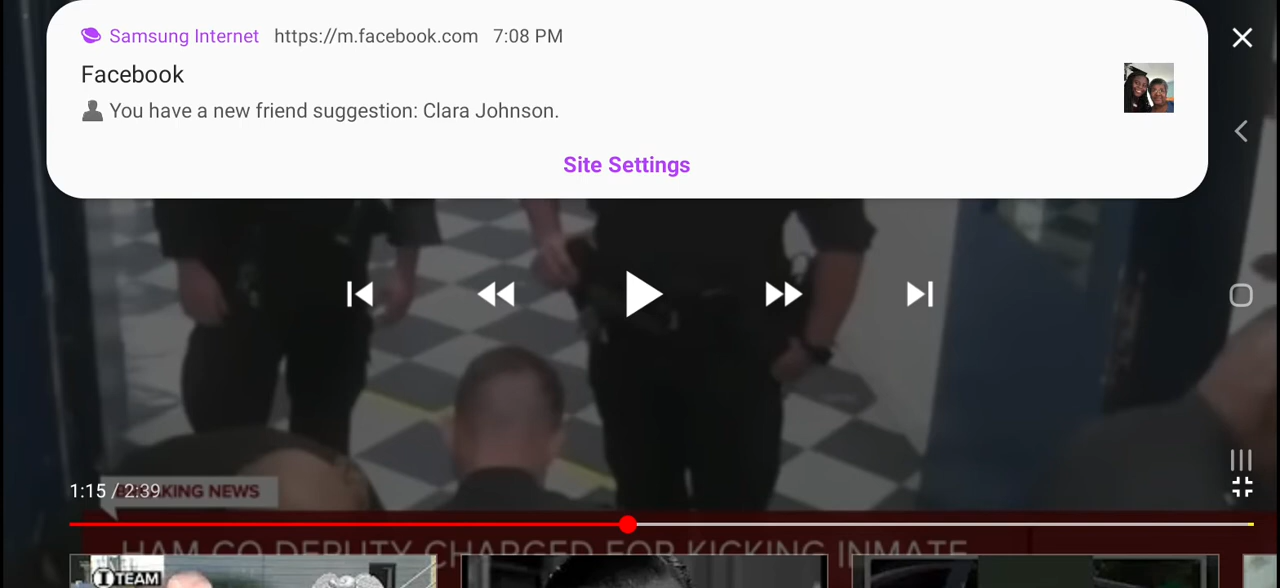 Samsung Internet https://m.facebook.com 7:08 PM
Facebook
You have a new friend suggestion: Clara Johnson.
Site Settings
1:15 / 2:39
BREAKING NEWS
HAM CO DEPUTY CHARGED FOR KICKING INMATE
I TEAM